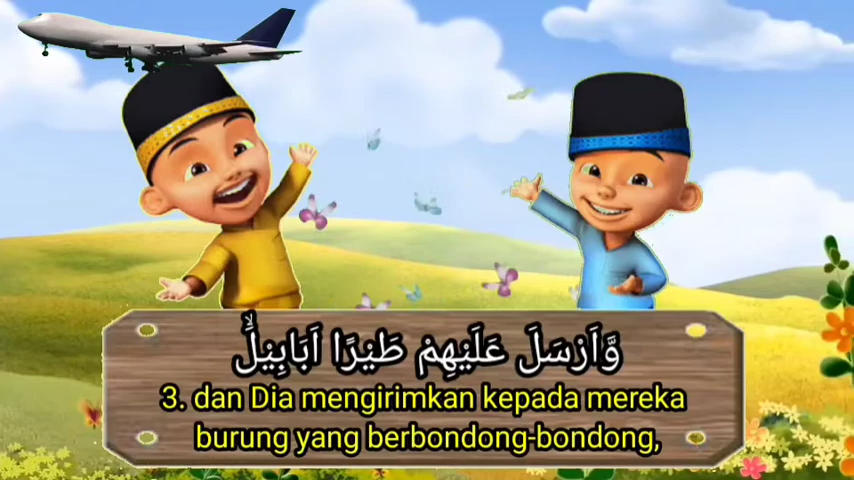 وَّاَرْسَلَ عَلَيْهِمْ طَيْرًا اَبَابِيْلَۙ
3. dan Dia mengirimkan kepada mereka
burung yang berbondong-bondong,